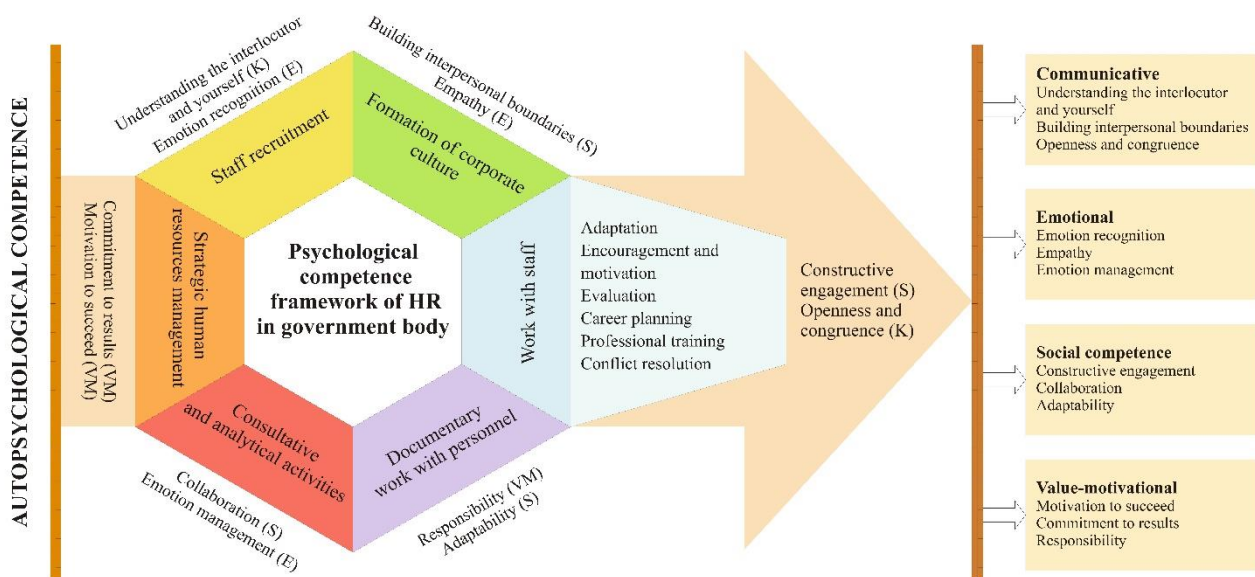 AUTOPSYCHOLOGICAL COMPETENCE
Understanding the interlocutor
and yourself (K)
Emotion recognition (E)
Staff recruitment
Building interpersonal boundaries (S)
Empathy (E)
Formation of corporate
culture
Commitment to results (VM)
Motivation to succeed (VM)
Strategic human
resources management
Psychological
competence
framework of HR
in government body
Work with staff
Adaptation
Encouragement and
motivation
Evaluation
Career planning
Professional training
Conflict resolution
Constructive
engagement (S)
Openness and
congruence (K)
Consultative
and analytical activities
Collaboration (S)
Emotion management (E)
Documentary
work with personnel
Responsibility (VM)
Adaptability (S)
Communicative
Understanding the interlocutor
and yourself
Building interpersonal boundaries
Openness and congruence
Emotional
Emotion recognition
Empathy
Emotion management
Social competence
Constructive engagement
Collaboration
Adaptability
Value-motivational
Motivation to succeed
Commitment to results
Responsibility